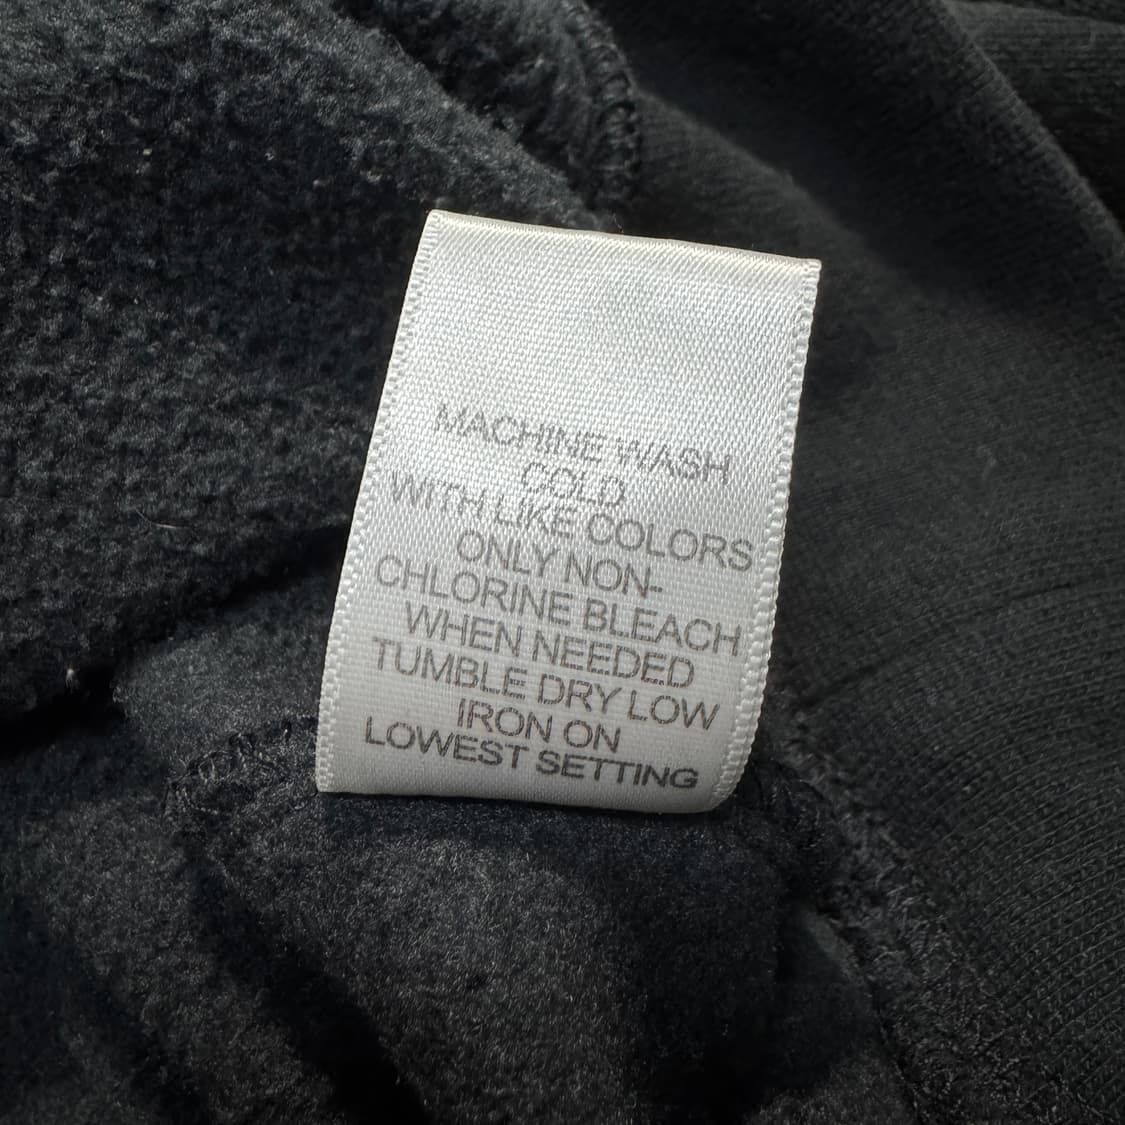 MACHINE WASH
COLD
WITH LIKE COLORS
ONLY NON-
CHLORINE BLEACH
WHEN NEEDED
TUMBLE DRY LOW
IRON ON
LOWEST SETTING